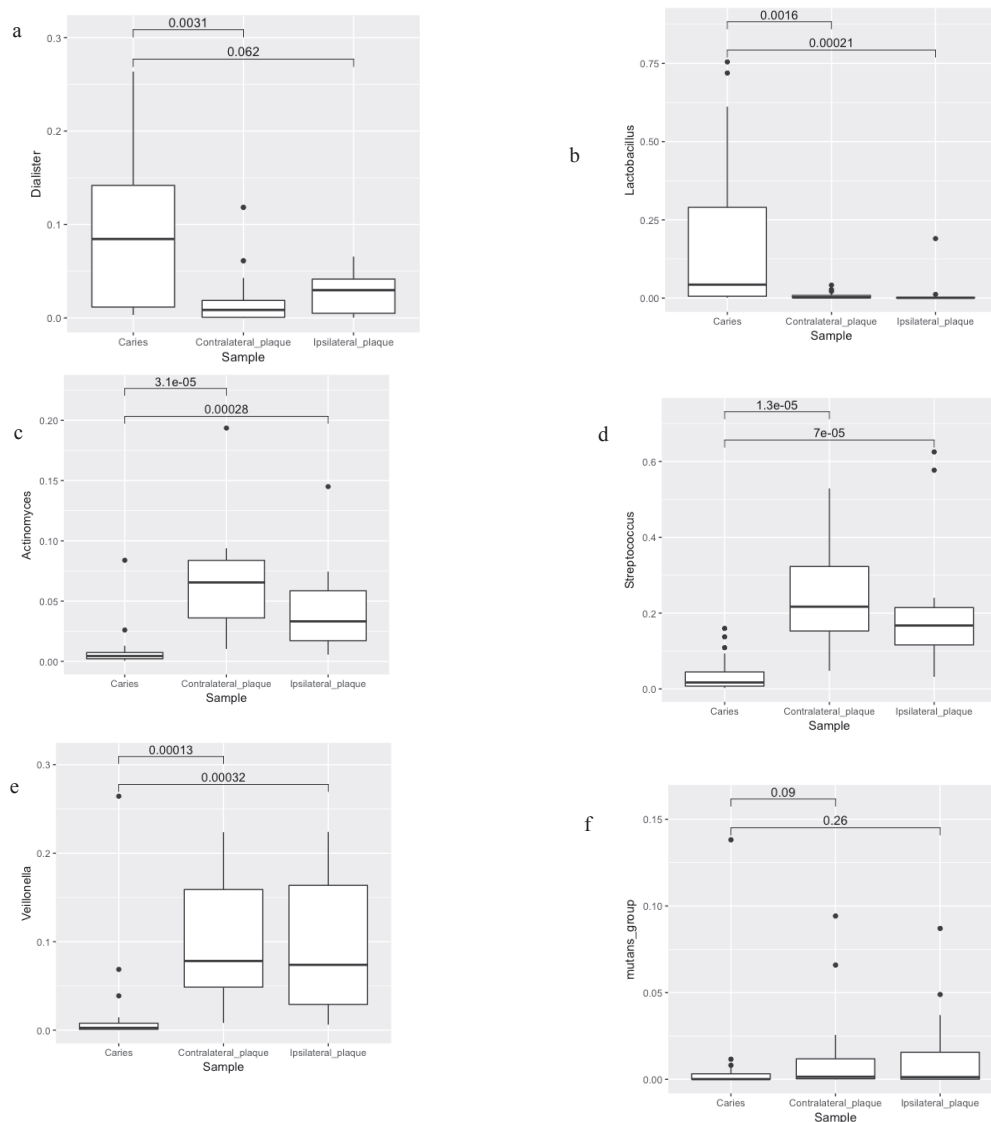 a
0.0031
0.062
0.3
0.2
0.1
0.0
Dialister
Caries Contralateral_plaque Ipsilateral_plaque
Sample
b
0.0016
0.00021
0.75
0.50
0.25
0.00
Lactobacillus
Caries Contralateral_plaque Ipsilateral_plaque
Sample
c
3.1e-05
0.00028
0.20
0.15
0.10
0.05
0.00
Actinomyces
Caries Contralateral_plaque Ipsilateral_plaque
Sample
d
1.3e-05
7e-05
0.6
0.4
0.2
0.0
Streptococcus
Caries Contralateral_plaque Ipsilateral_plaque
Sample
e
0.00013
0.00032
0.3
0.2
0.1
0.0
Veillonella
Caries Contralateral_plaque Ipsilateral_plaque
Sample
f
0.09
0.26
0.15
0.10
0.05
0.00
mutans_group
Caries Contralateral_plaque Ipsilateral_plaque
Sample